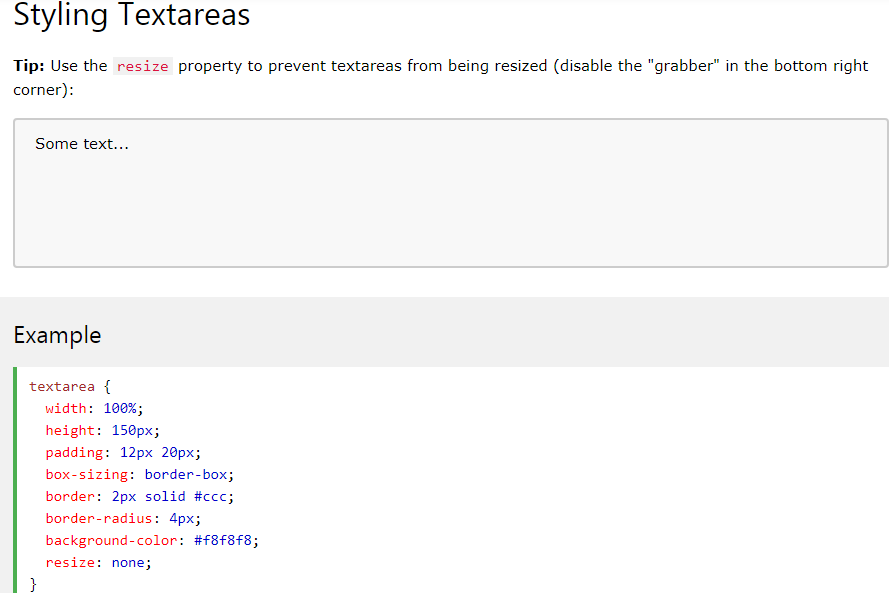 Styling Textareas
Tip: Use the resize property to prevent textareas from being resized (disable the "grabber" in the bottom right
corner):
Some text...
Example
textarea {
  width: 100%;
  height: 150px;
  padding: 12px 20px;
  box-sizing: border-box;
  border: 2px solid #ccc;
  border-radius: 4px;
  background-color: #f8f8f8;
  resize: none;
}